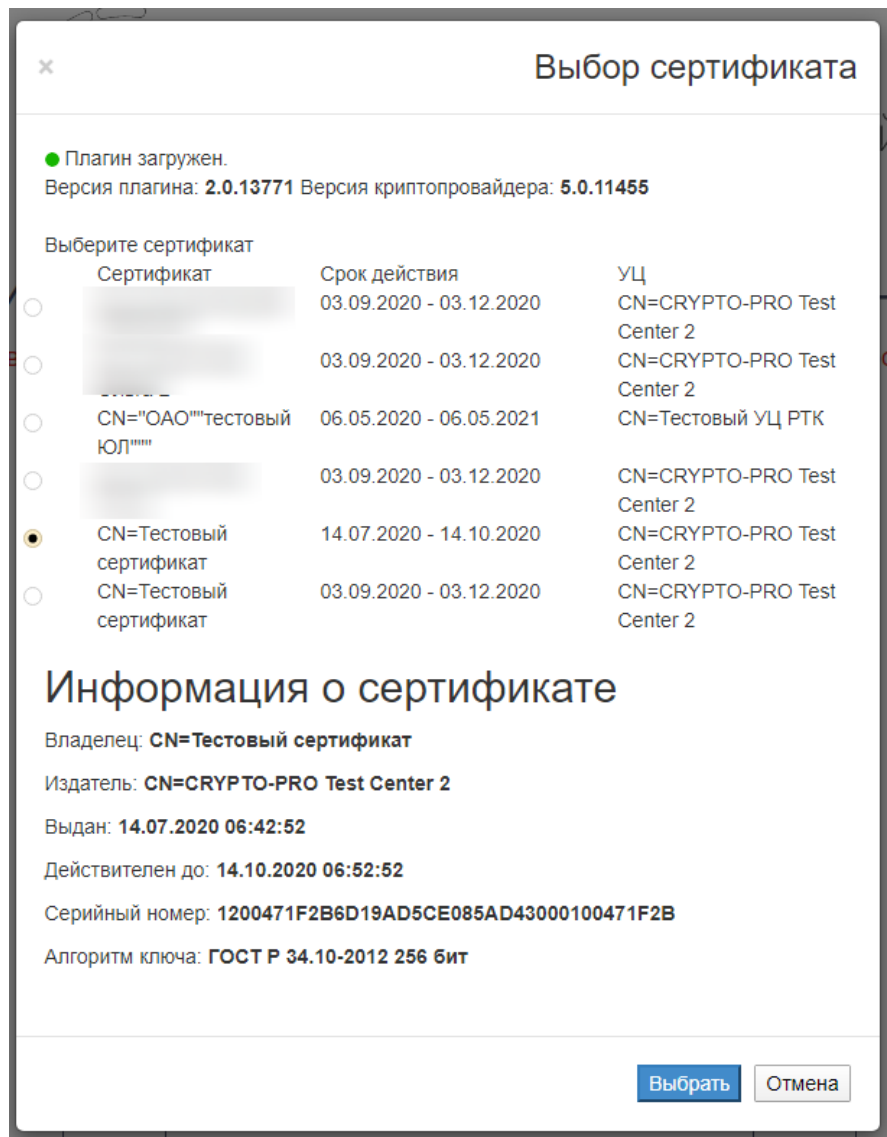 ×
Выбор сертификата
Плагин загружен.
Версия плагина: 2.0.13771 Версия криптопровайдера: 5.0.11455
Выберите сертификат
Сертификат Срок действия УЦ
03.09.2020 - 03.12.2020 CN=CRYPTO-PRO Test
Center 2
03.09.2020 - 03.12.2020 CN=CRYPTO-PRO Test
Center 2
CN="ОАО""тестовый 06.05.2020 - 06.05.2021 CN=Тестовый УЦ РТК
ЮЛ"""
03.09.2020 - 03.12.2020 CN=CRYPTO-PRO Test
Center 2
CN=Тестовый 14.07.2020 - 14.10.2020 CN=CRYPTO-PRO Test
сертификат Center 2
CN=Тестовый 03.09.2020 - 03.12.2020 CN=CRYPTO-PRO Test
сертификат Center 2
Информация о сертификате
Владелец: CN=Тестовый сертификат
Издатель: CN=CRYPTO-PRO Test Center 2
Выдан: 14.07.2020 06:42:52
Действителен до: 14.10.2020 06:52:52
Серийный номер: 1200471F2B6D19AD5CE085AD43000100471F2B
Алгоритм ключа: ГОСТ Р 34.10-2012 256 бит
Выбрать Отмена